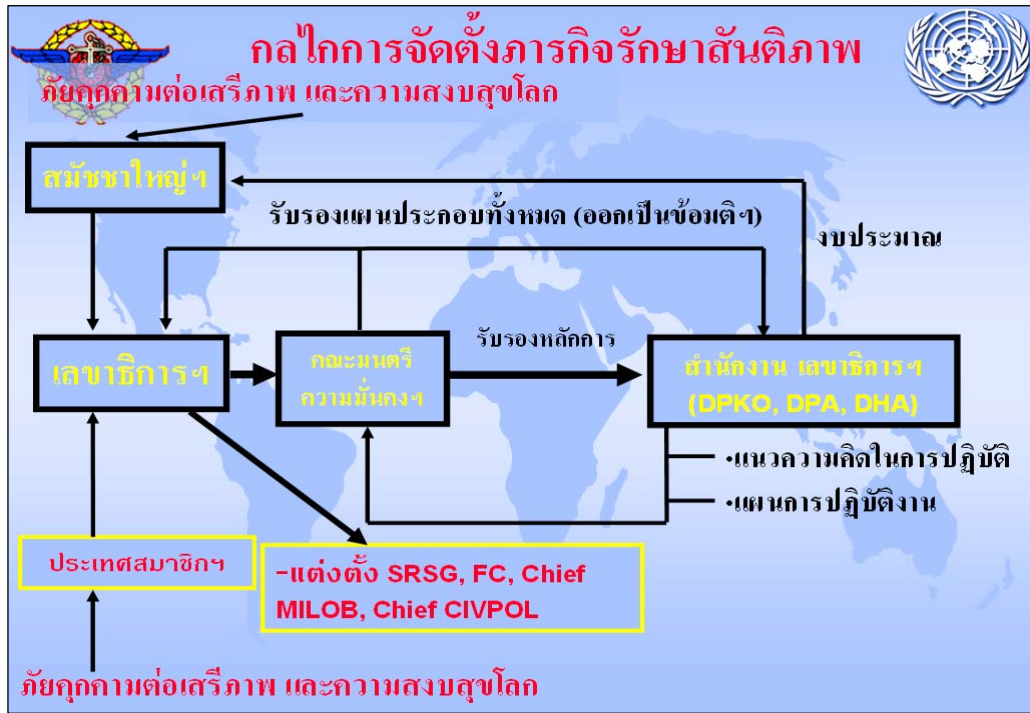 กลไกการจัดตั้งภารกิจรักษาสันติภาพ
ภัยคุกคามต่อเสรีภาพ และความสงบสุขโลก
สมัชชาใหญ่ฯ
รับรองแผนประกอบทั้งหมด (ออกเป็นข้อมติฯ)
งบประมาณ
เลขาธิการฯ
คณะมนตรี
ความมั่นคงฯ
รับรองหลักการ
สำนักงาน เลขาธิการฯ
(DPKO, DPA, DHA)
•แนวความคิดในการปฏิบัติ
•แผนการปฏิบัติงาน
ประเทศสมาชิกฯ
-แต่งตั้ง SRSG, FC, Chief
MILOB, Chief CIVPOL
ภัยคุกคามต่อเสรีภาพ และความสงบสุขโลก